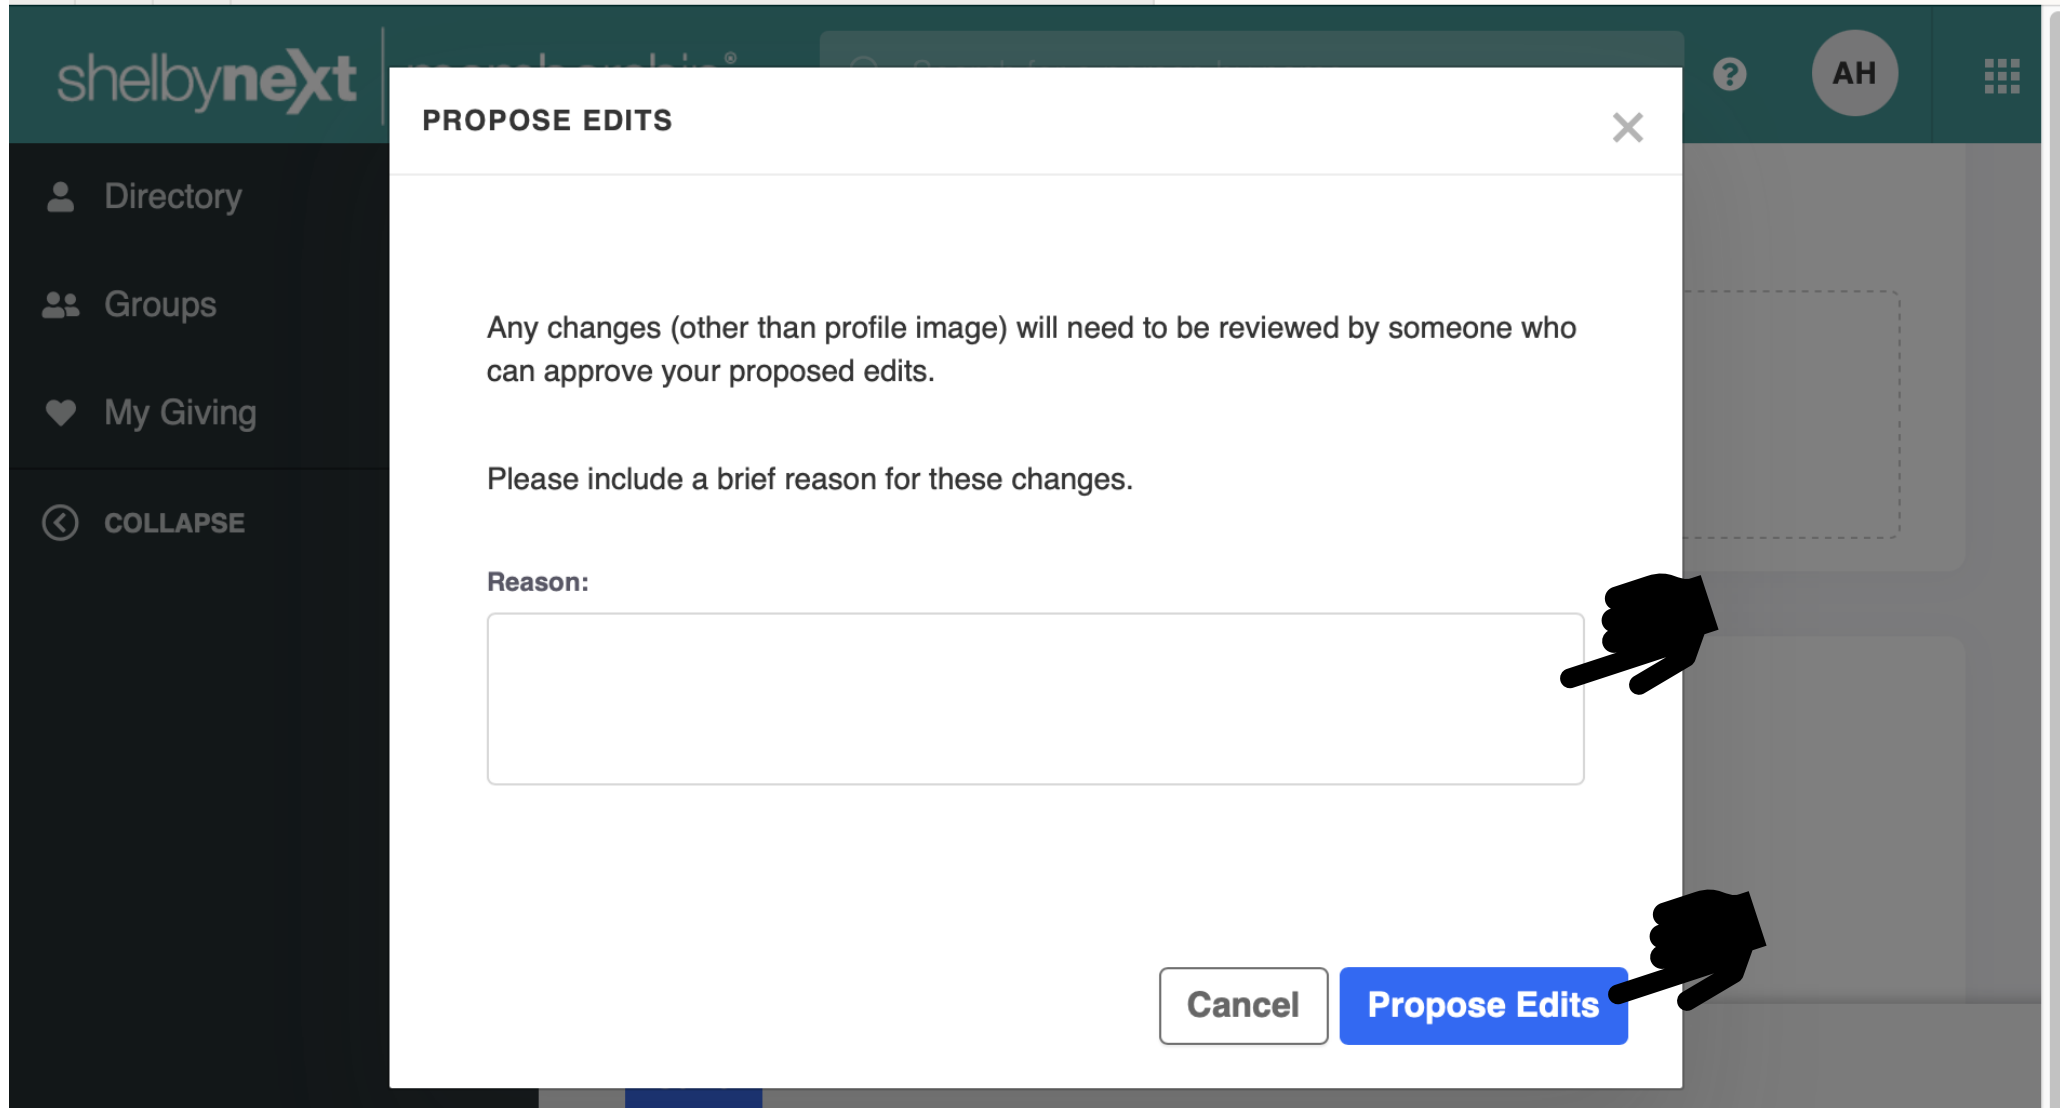 shelbynext
PROPOSE EDITS
AH
Directory
Groups
My Giving
COLLAPSE
Any changes (other than profile image) will need to be reviewed by someone who
can approve your proposed edits.
Please include a brief reason for these changes.
Reason:
Cancel
Propose Edits